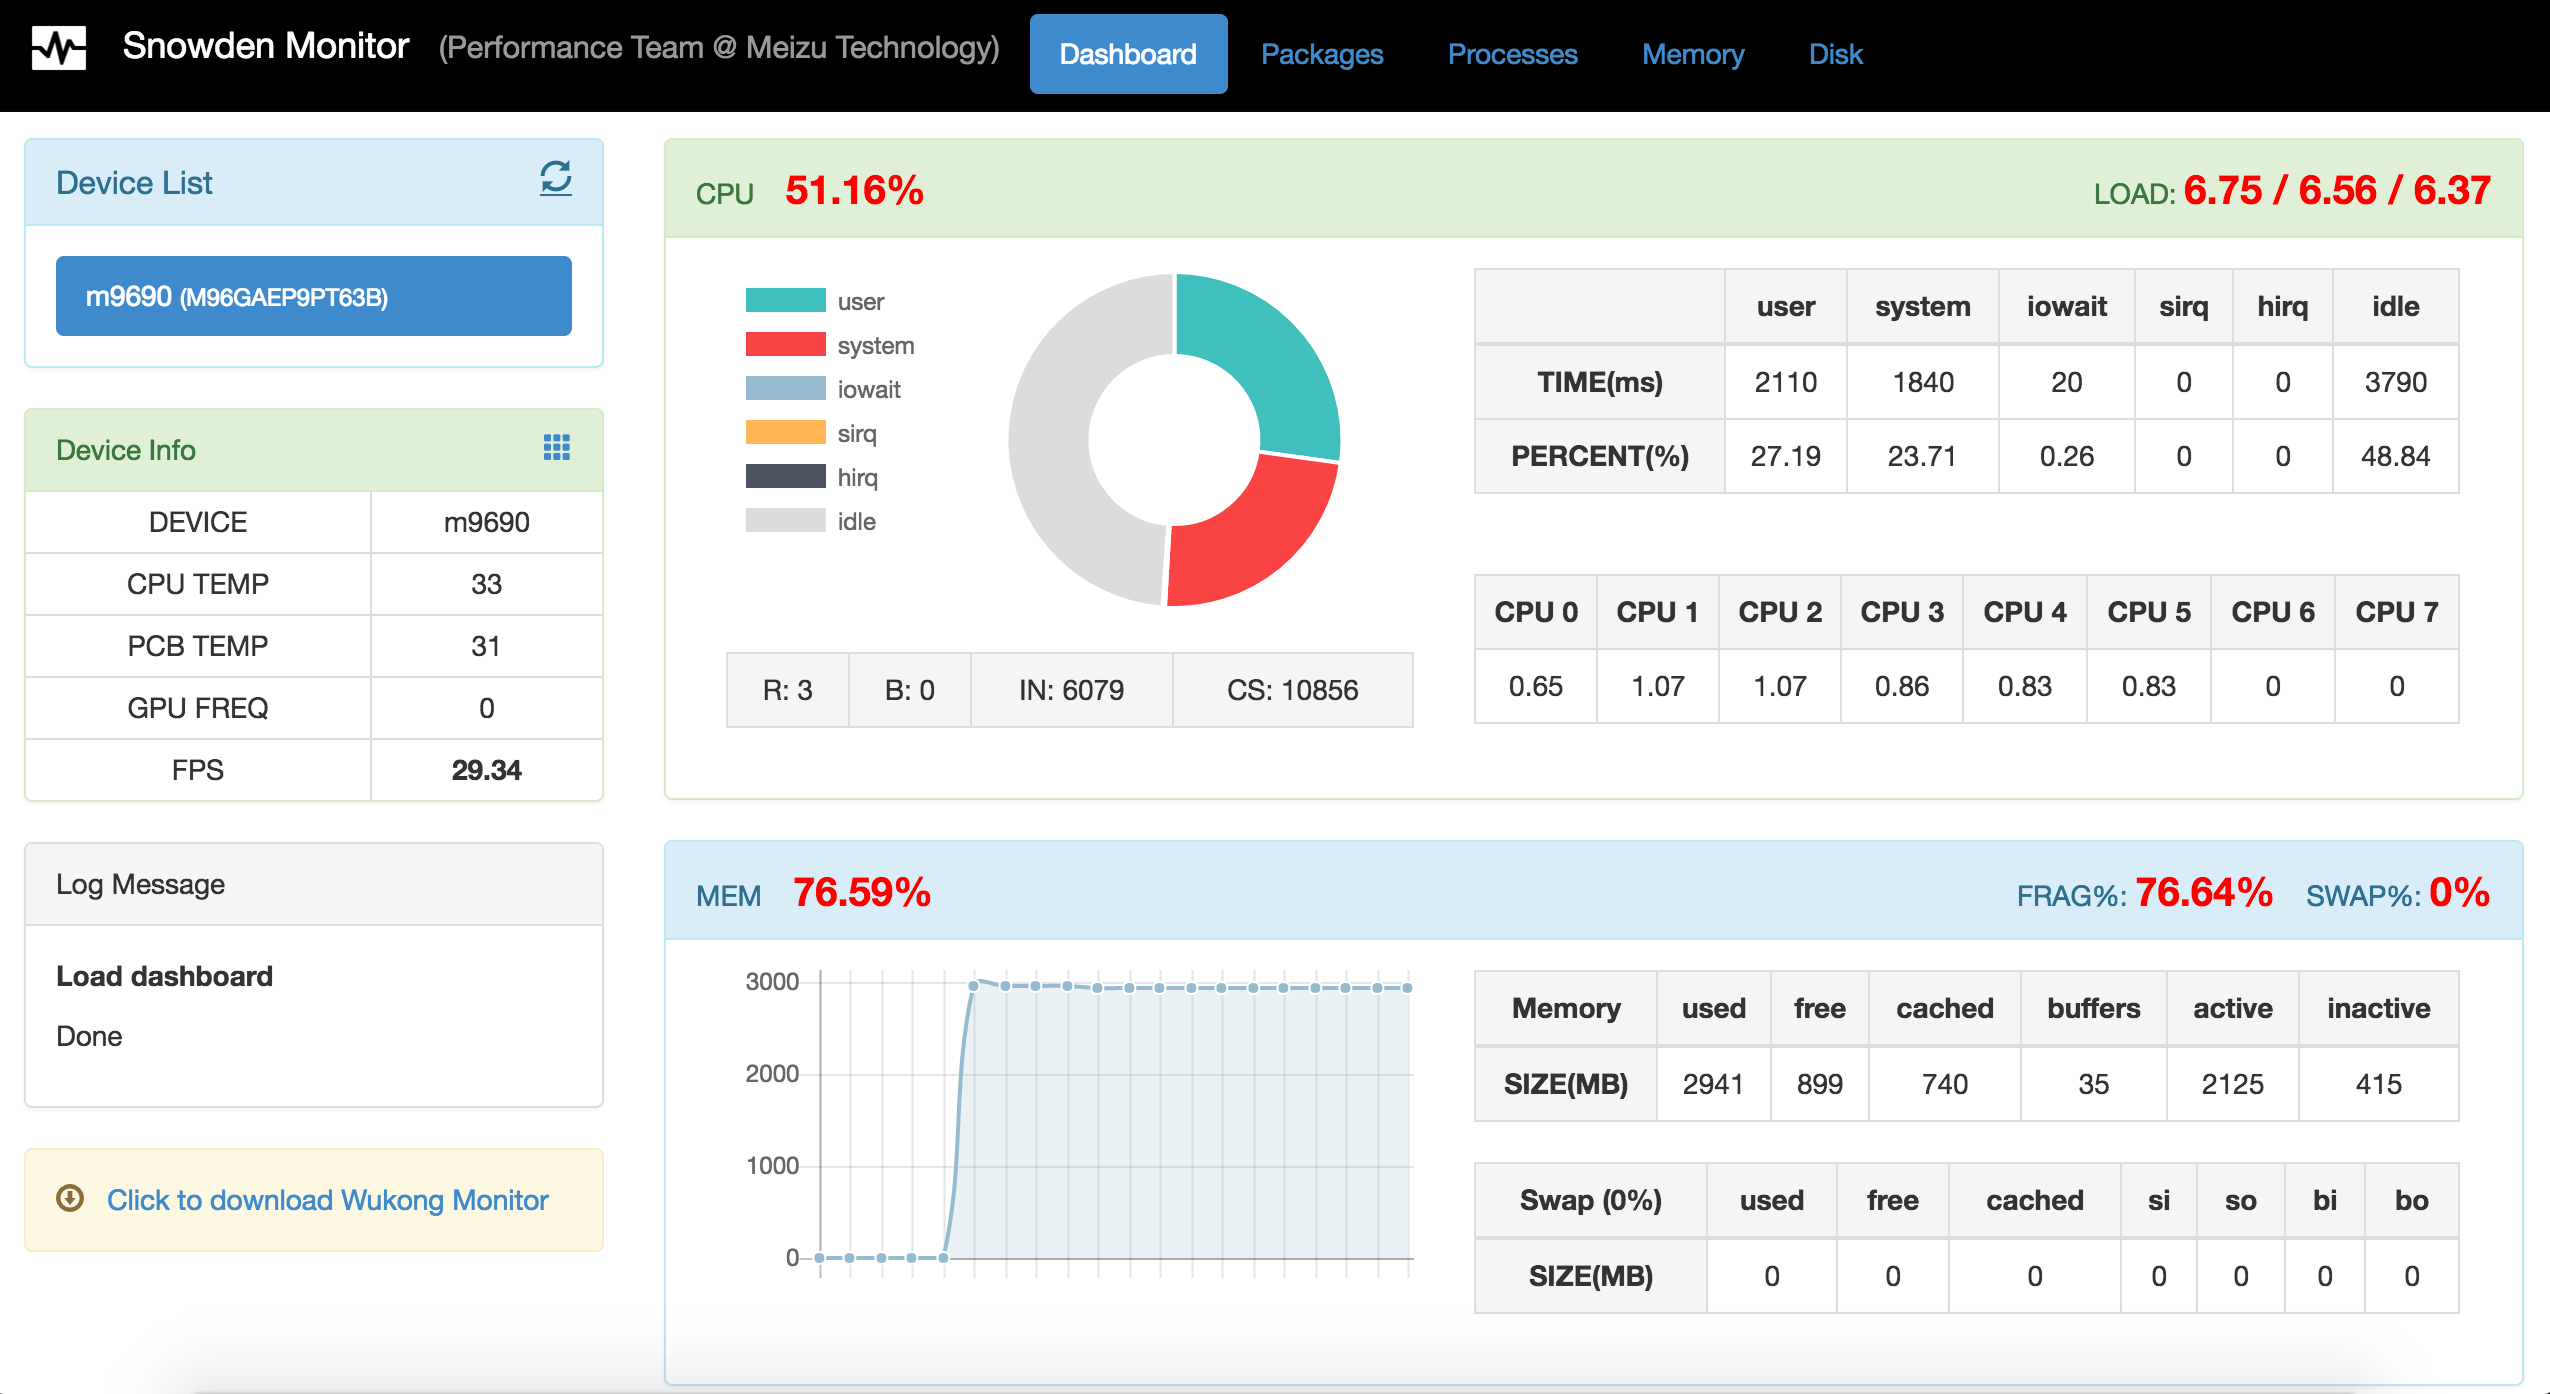 Snowden Monitor (Performance Team @ Meizu Technology) Dashboard Packages Processes Memory Disk
Device List
m9690 (M96GAEP9PT63B)
Device Info
DEVICE m9690
CPU TEMP 33
PCB TEMP 31
GPU FREQ 0
FPS 29.34
Log Message
Load dashboard
Done
Click to download Wukong Monitor
CPU 51.16% LOAD: 6.75 / 6.56 / 6.37
user
system
iowait
sirq
hirq
idle
R: 3 B: 0 IN: 6079 CS: 10856
user system iowait sirq hirq idle
TIME(ms) 2110 1840 20 0 0 3790
PERCENT(%) 27.19 23.71 0.26 0 0 48.84
CPU 0 CPU 1 CPU 2 CPU 3 CPU 4 CPU 5 CPU 6 CPU 7
0.65 1.07 1.07 0.86 0.83 0.83 0 0
MEM 76.59% FRAG%: 76.64% SWAP%: 0%
3000
2000
1000
0
Memory used free cached buffers active inactive
SIZE(MB) 2941 899 740 35 2125 415
Swap (0%) used free cached si so bi bo
SIZE(MB) 0 0 0 0 0 0 0